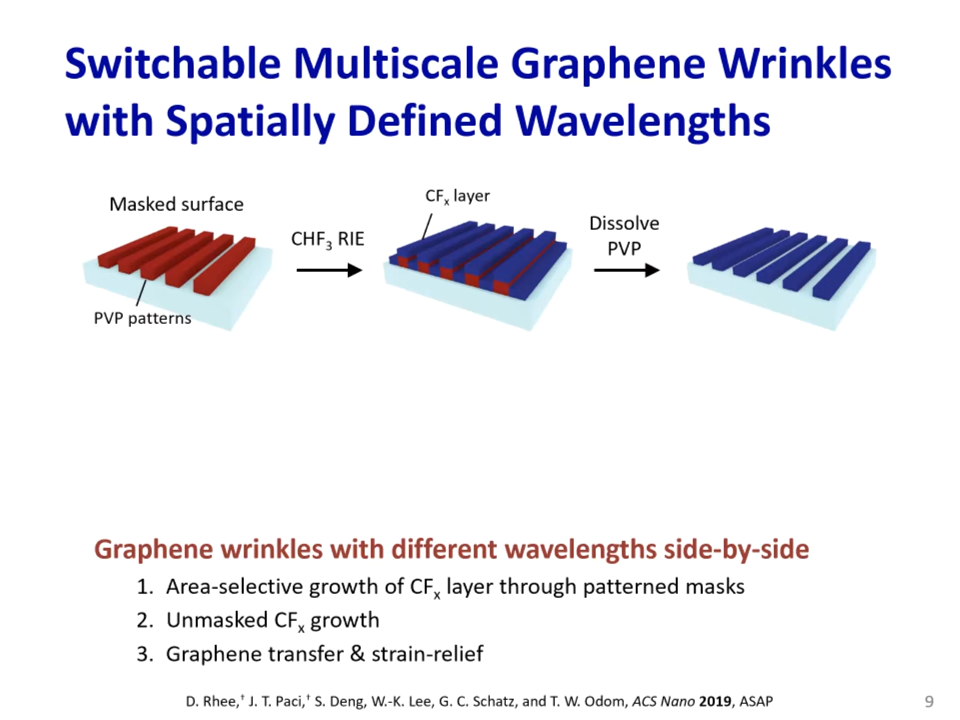 Switchable Multiscale Graphene Wrinkles
with Spatially Defined Wavelengths
Masked surface
CHF3 RIE
CFx layer
Dissolve
PVP
PVP patterns
Graphene wrinkles with different wavelengths side-by-side
1. Area-selective growth of CFx layer through patterned masks
2. Unmasked CFx growth
3. Graphene transfer & strain-relief
D. Rhee,† J. T. Paci,† S. Deng, W.-K. Lee, G. C. Schatz, and T. W. Odom, ACS Nano 2019, ASAP
9